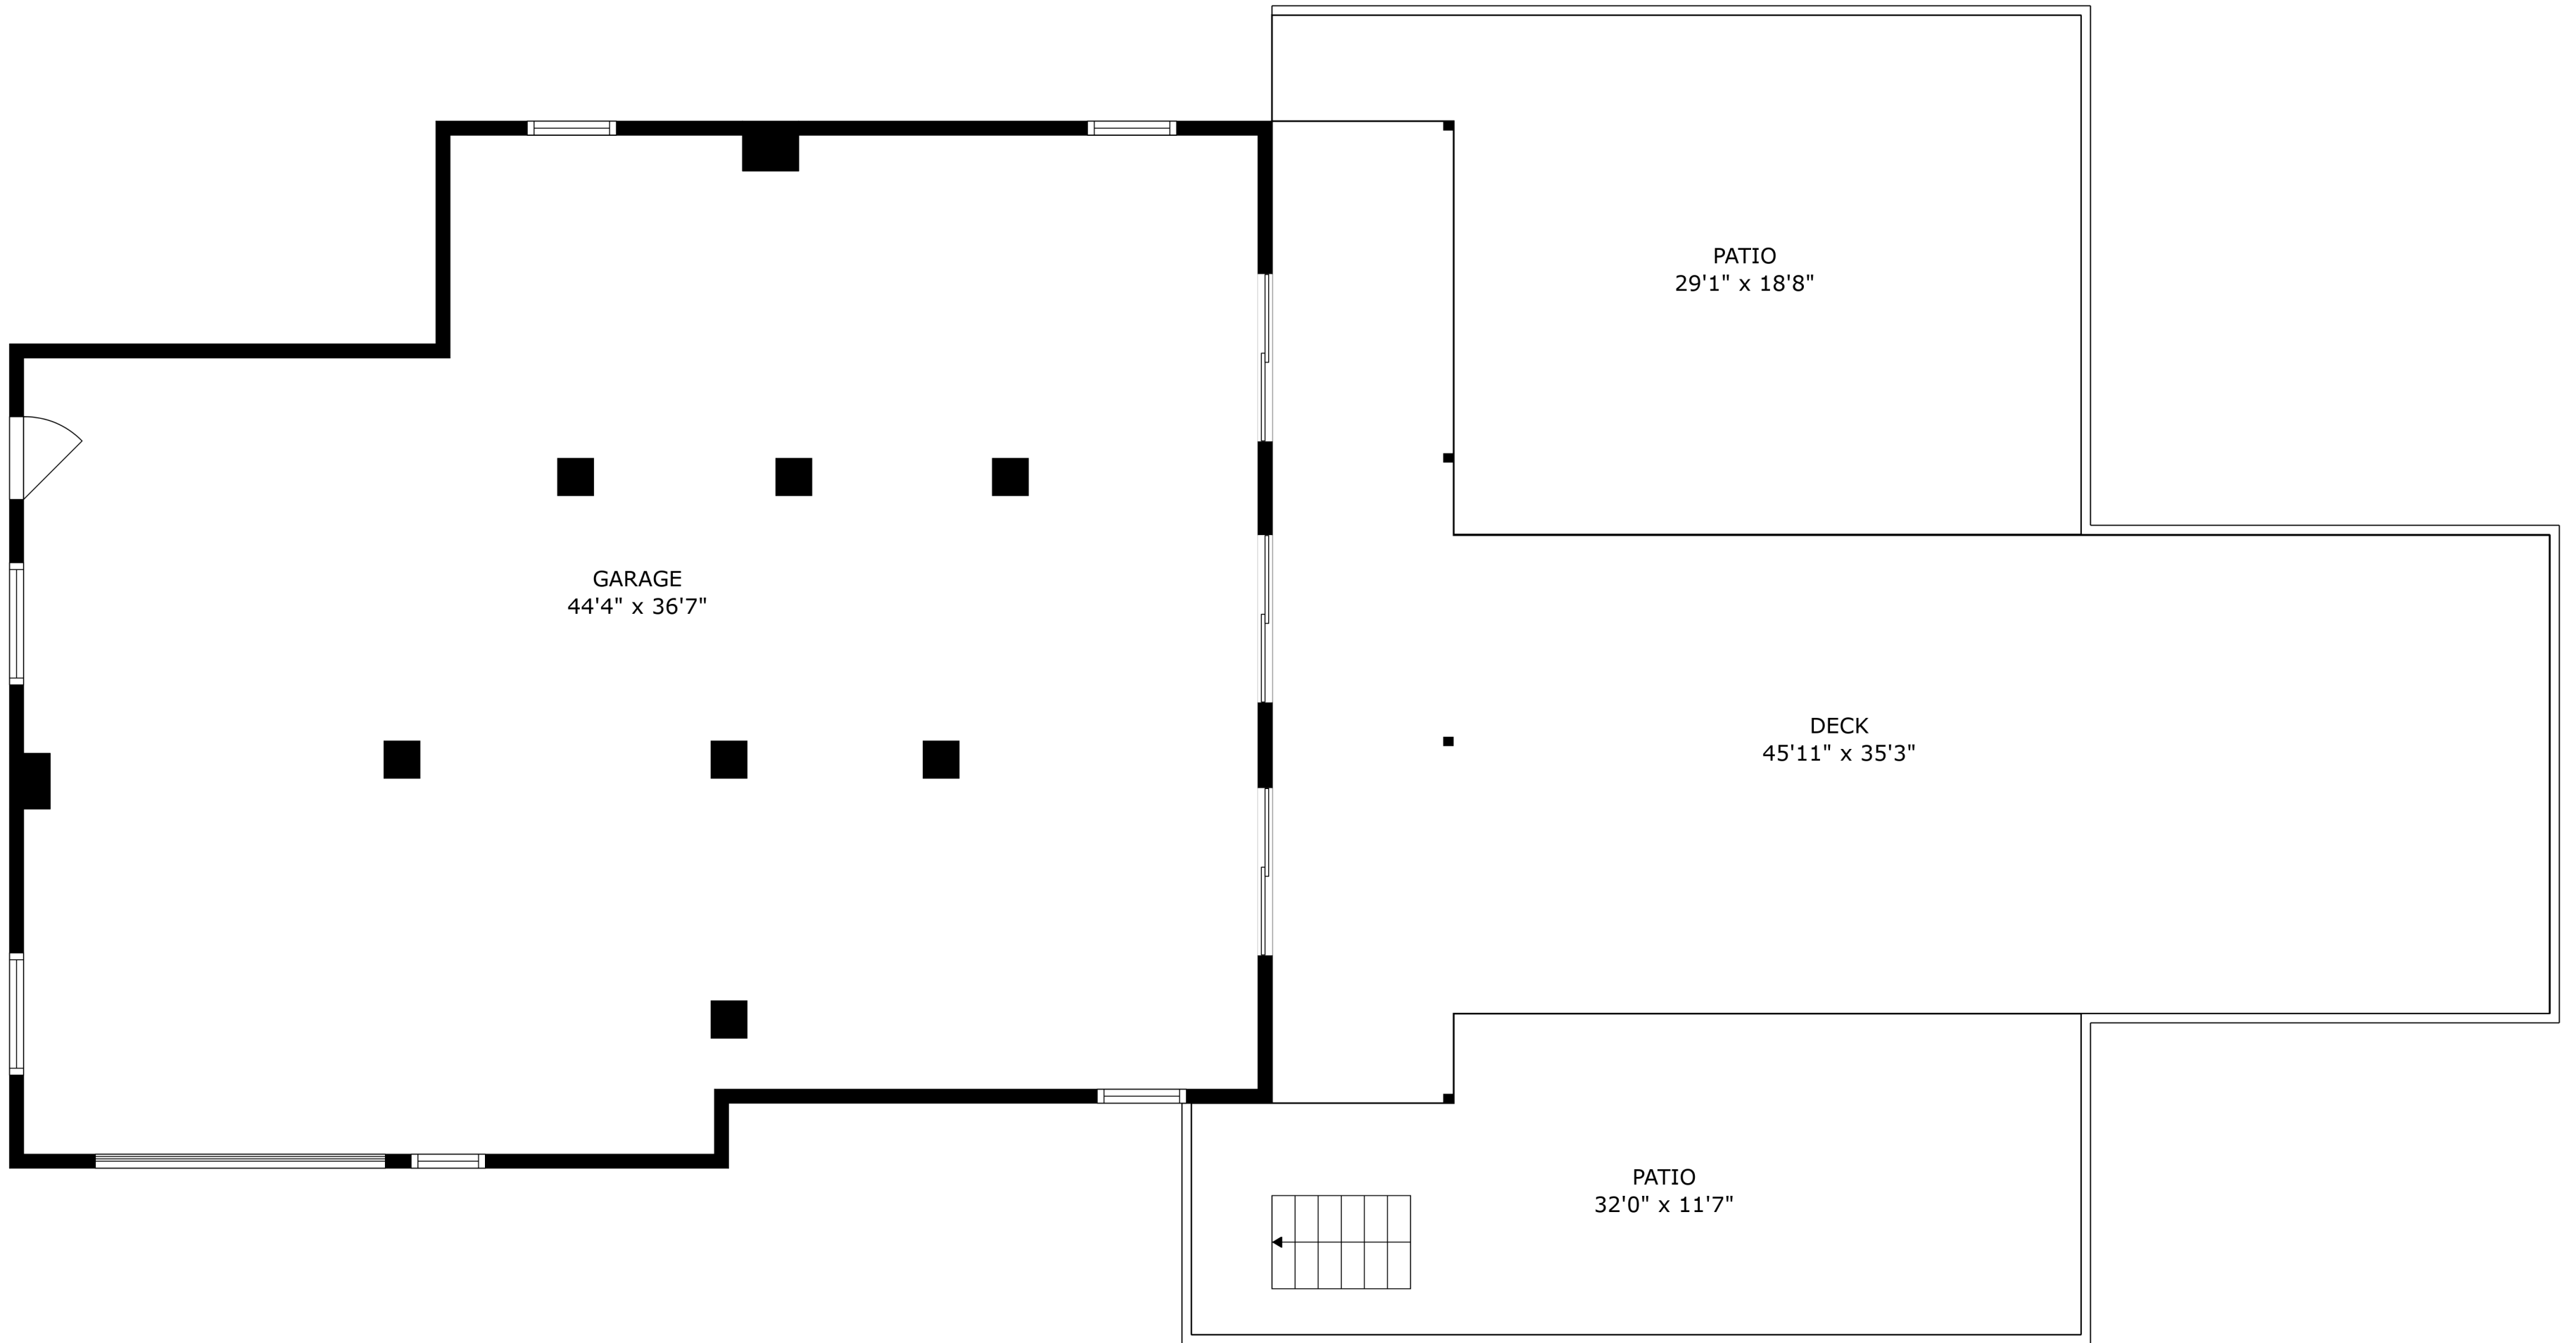 PATIO
29'1" x 18'8"
GARAGE
44'4" x 36'7"
DECK
45'11" x 35'3"
PATIO
32'0" x 11'7"